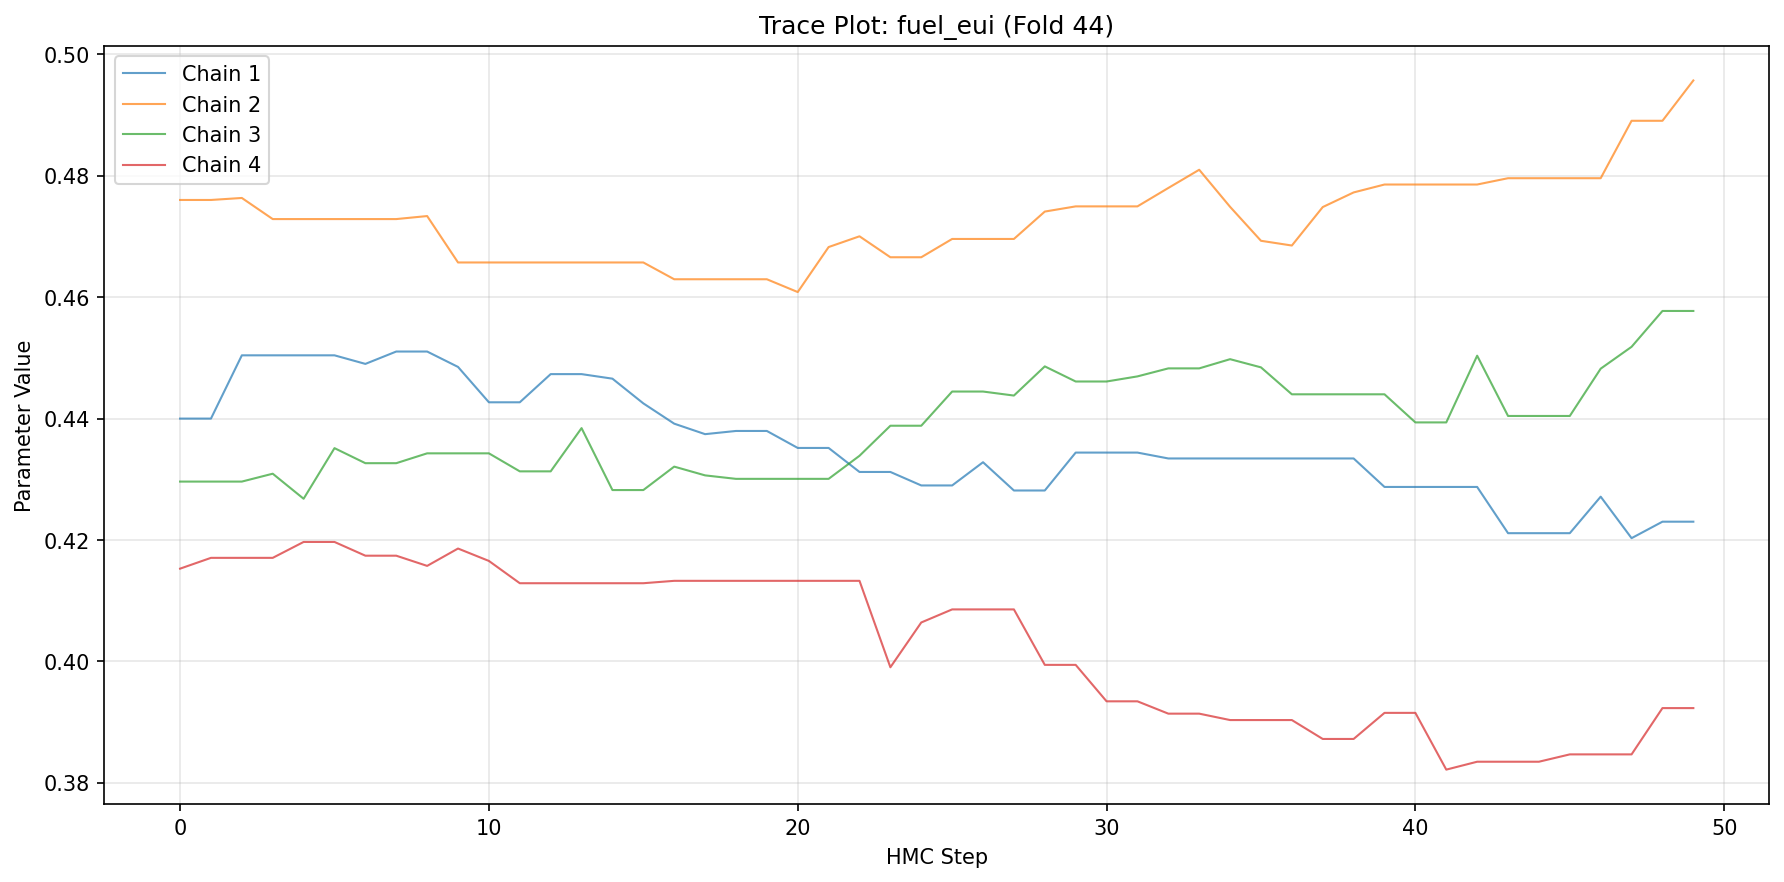 Trace Plot: fuel_eui (Fold 44)
Chain 1
Chain 2
Chain 3
Chain 4
0.50
0.48
0.46
0.44
0.42
0.40
0.38
Parameter Value
0 10 20 30 40 50
HMC Step